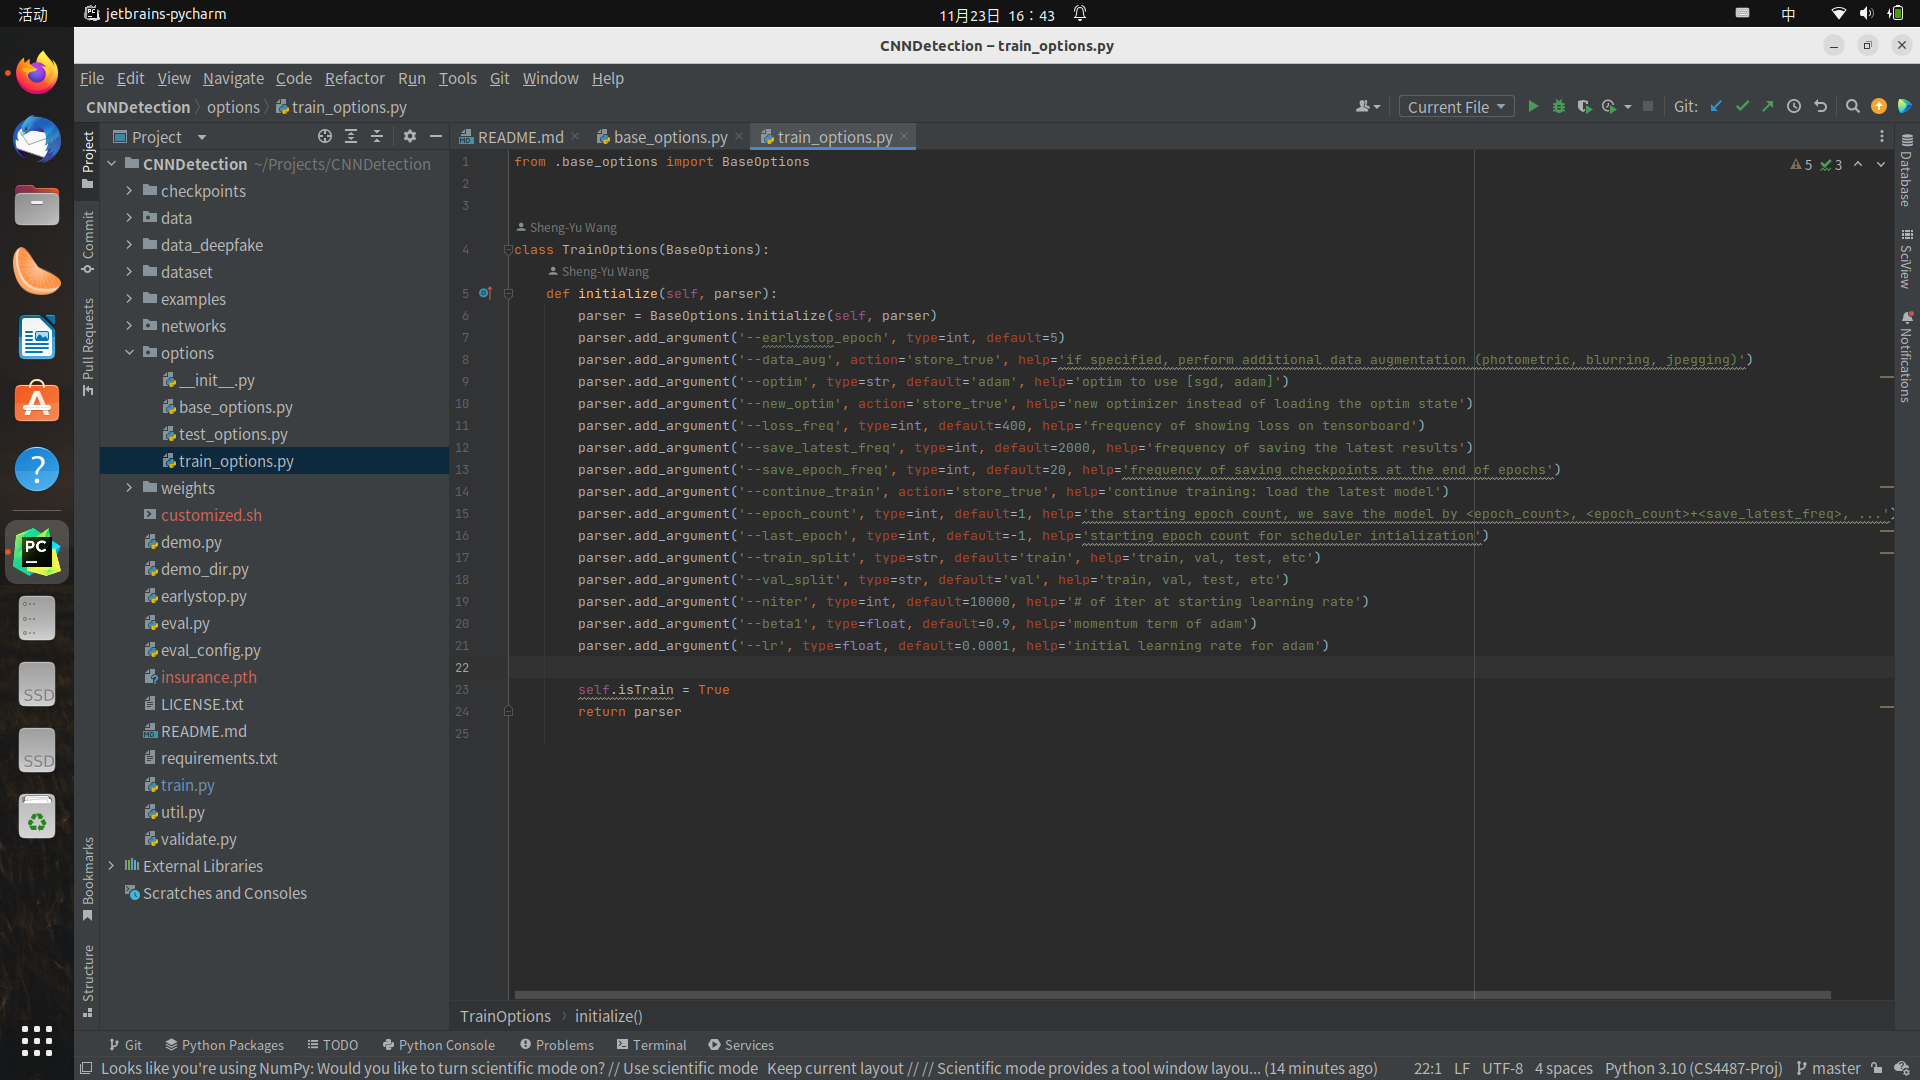 活动
jetbrains-pycharm
11月23日 16：43
中
CNNDetection – train_options.py
File Edit View Navigate Code Refactor Run Tools Git Window Help
CNNDetection options train_options.py
Current File
Git:
Project
README.md
base_options.py
train_options.py
CNNDetection ~/Projects/CNNDetection
checkpoints
data
data_deepfake
dataset
examples
networks
options
__init__.py
base_options.py
test_options.py
train_options.py
weights
customized.sh
demo.py
demo_dir.py
earlystop.py
eval.py
eval_config.py
insurance.pth
LICENSE.txt
README.md
requirements.txt
train.py
util.py
validate.py
External Libraries
Scratches and Consoles
Project
Commit
Pull Requests
Bookmarks
Structure
5 3
1 from .base_options import BaseOptions
2
3
Sheng-Yu Wang
4 class TrainOptions(BaseOptions):
Sheng-Yu Wang
5 def initialize(self, parser):
6 parser = BaseOptions.initialize(self, parser)
7 parser.add_argument('--earlystop_epoch', type=int, default=5)
8 parser.add_argument('--data_aug', action='store_true', help='if specified, perform additional data augmentation (photometric, blurring, jpegging)')
9 parser.add_argument('--optim', type=str, default='adam', help='optim to use [sgd, adam]')
10 parser.add_argument('--new_optim', action='store_true', help='new optimizer instead of loading the optim state')
11 parser.add_argument('--loss_freq', type=int, default=400, help='frequency of showing loss on tensorboard')
12 parser.add_argument('--save_latest_freq', type=int, default=2000, help='frequency of saving the latest results')
13 parser.add_argument('--save_epoch_freq', type=int, default=20, help='frequency of saving checkpoints at the end of epochs')
14 parser.add_argument('--continue_train', action='store_true', help='continue training: load the latest model')
15 parser.add_argument('--epoch_count', type=int, default=1, help='the starting epoch count, we save the model by <epoch_count>, <epoch_count>+<save_latest_freq>, ...')
16 parser.add_argument('--last_epoch', type=int, default=-1, help='starting epoch count for scheduler intialization')
17 parser.add_argument('--train_split', type=str, default='train', help='train, val, test, etc')
18 parser.add_argument('--val_split', type=str, default='val', help='train, val, test, etc')
19 parser.add_argument('--niter', type=int, default=10000, help='# of iter at starting learning rate')
20 parser.add_argument('--beta1', type=float, default=0.9, help='momentum term of adam')
21 parser.add_argument('--lr', type=float, default=0.0001, help='initial learning rate for adam')
22
23 self.isTrain = True
24 return parser
25
Database
SciView
Notifications
SSD
SSD
PC
TrainOptions initialize()
Git Python Packages TODO Python Console Problems Terminal Services
Looks like you're using NumPy: Would you like to turn scientific mode on? // Use scientific mode Keep current layout // // Scientific mode provides a tool window layou... (14 minutes ago)
22:1 LF UTF-8 4 spaces Python 3.10 (CS4487-Proj) master